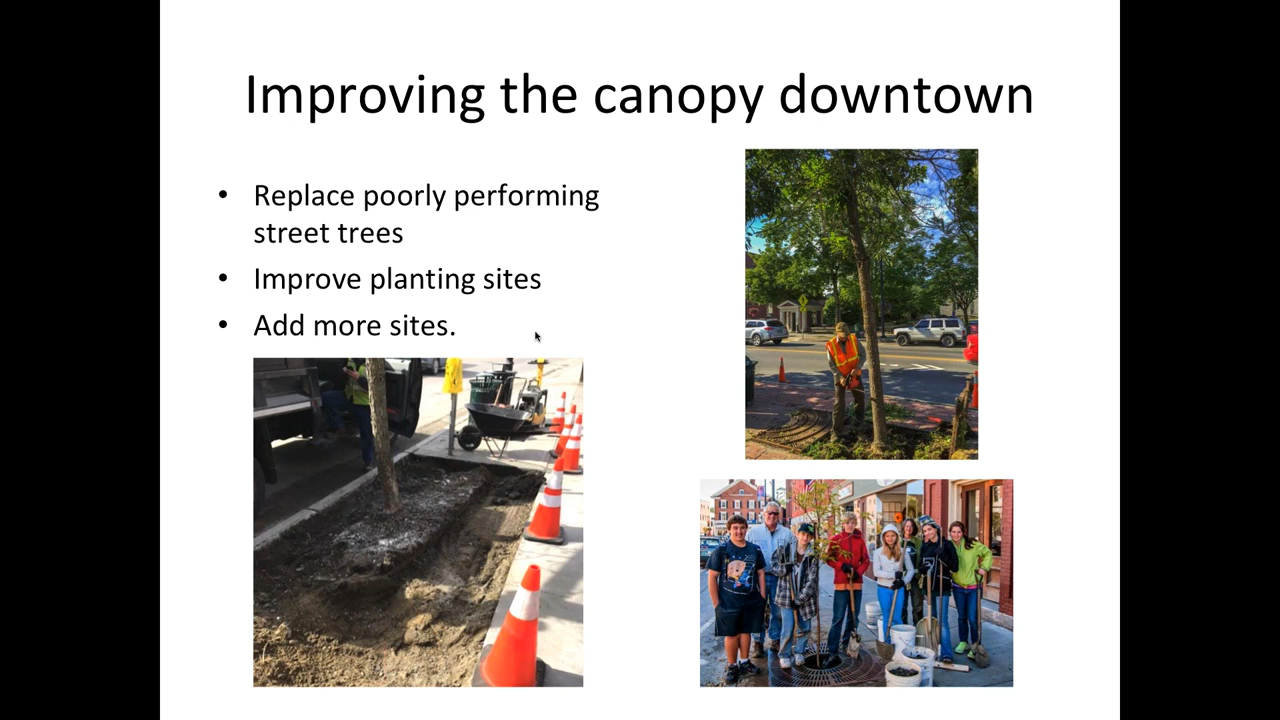 Improving the canopy downtown
• Replace poorly performing
street trees
• Improve planting sites
• Add more sites.